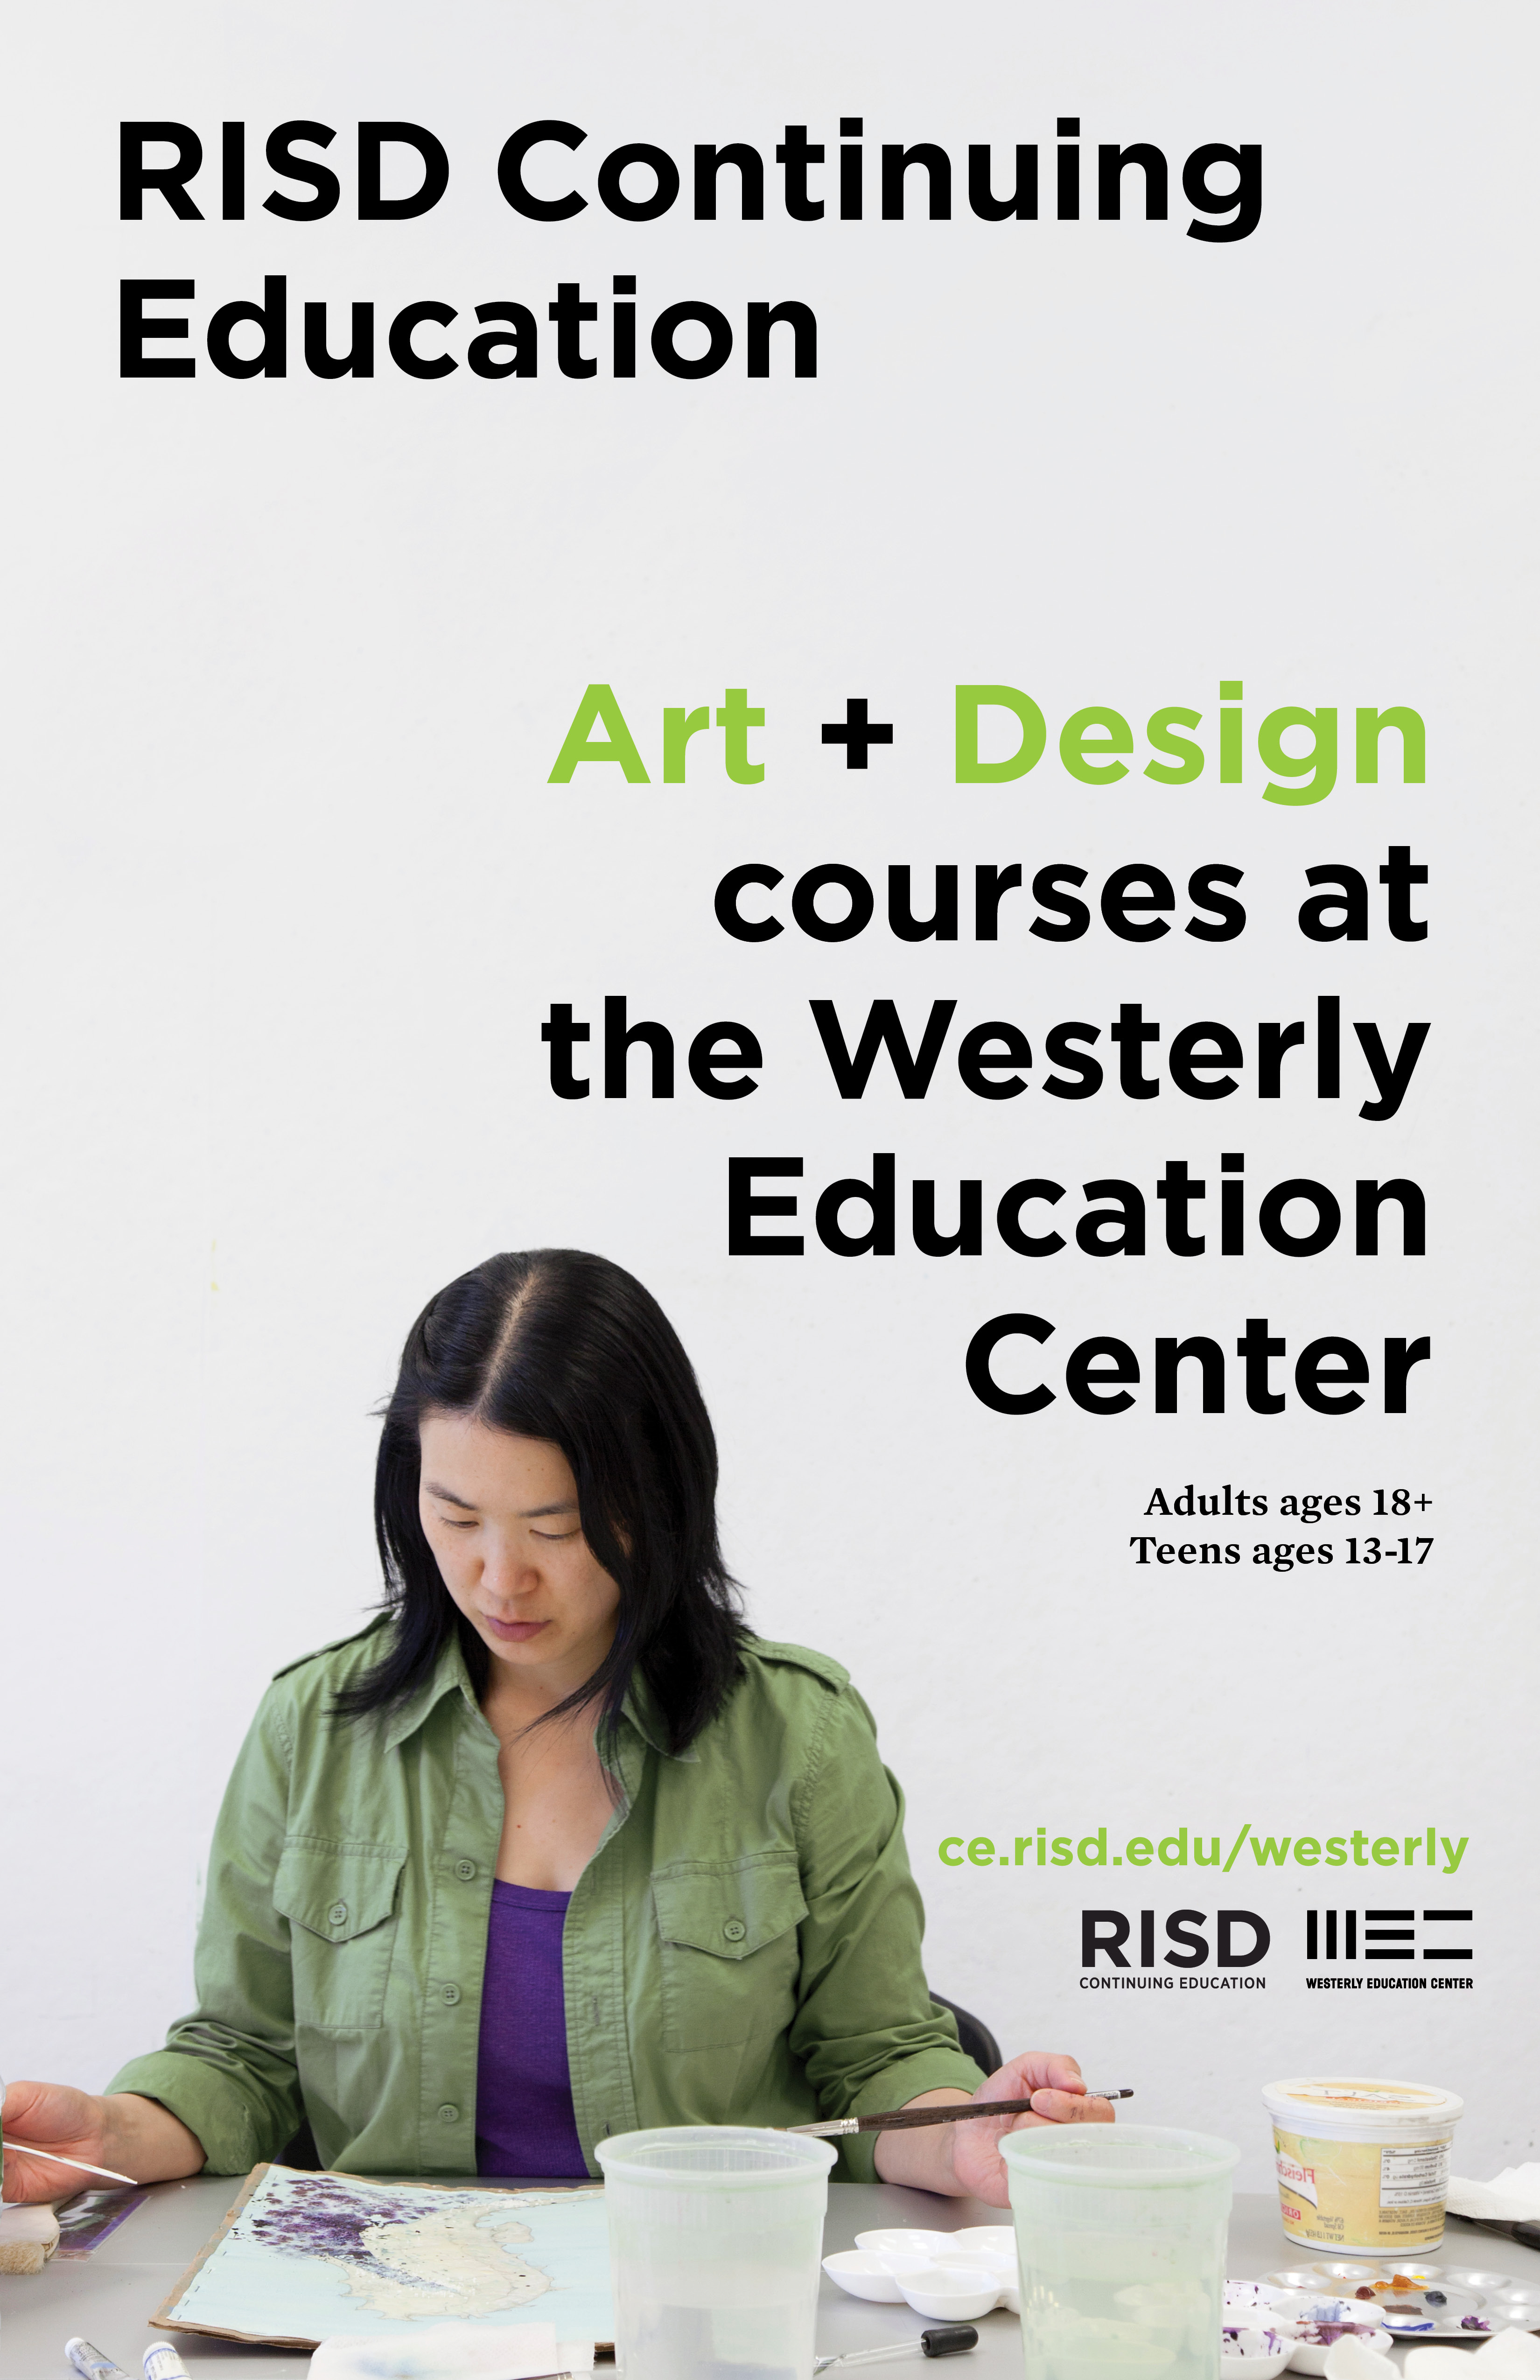 RISD Continuing
Education
Art + Design
courses at
the Westerly
Education
Center
Adults ages 18+
Teens ages 13-17
ce.risd.edu/westerly
RISD
CONTINUING EDUCATION
WEC
WESTERLY EDUCATION CENTER